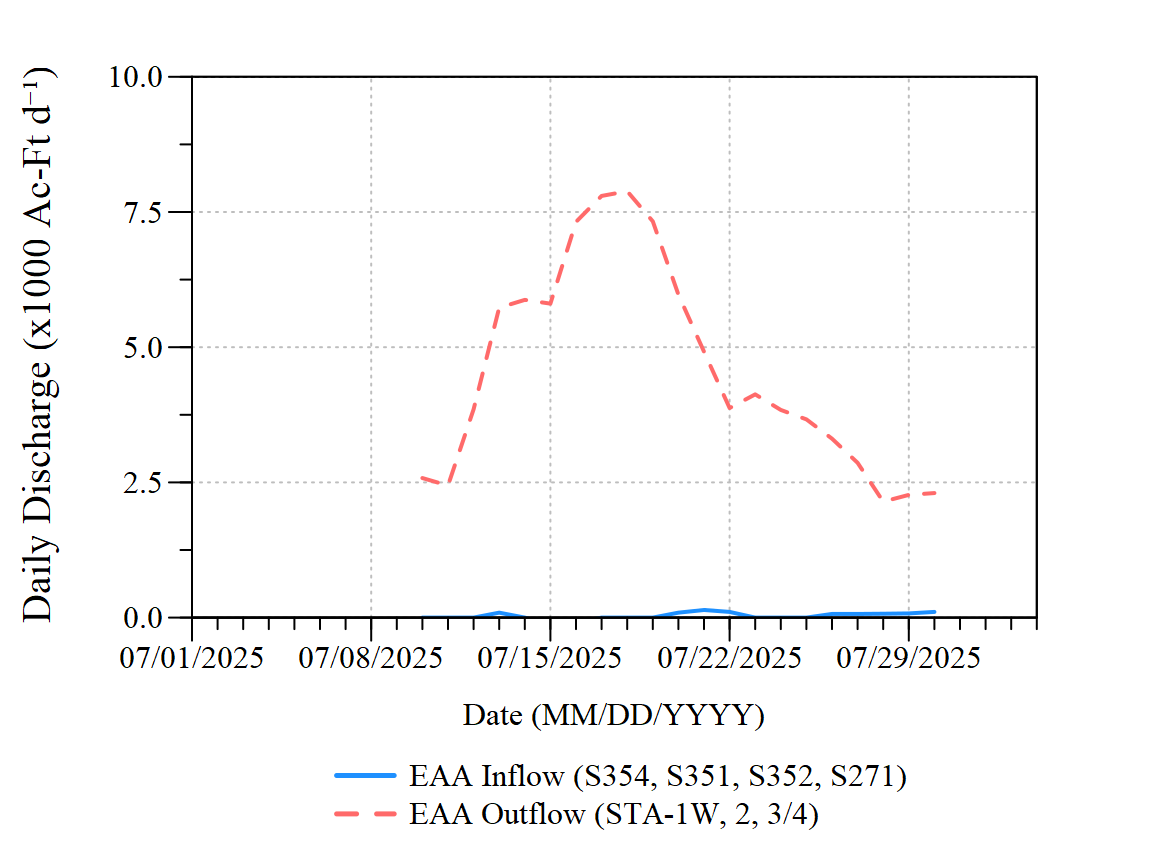 Daily Discharge (x1000 Ac-Ft d⁻¹)
10.0
7.5
5.0
2.5
0.0
07/01/2025 07/08/2025 07/15/2025 07/22/2025 07/29/2025
Date (MM/DD/YYYY)
EAA Inflow (S354, S351, S352, S271)
EAA Outflow (STA-1W, 2, 3/4)